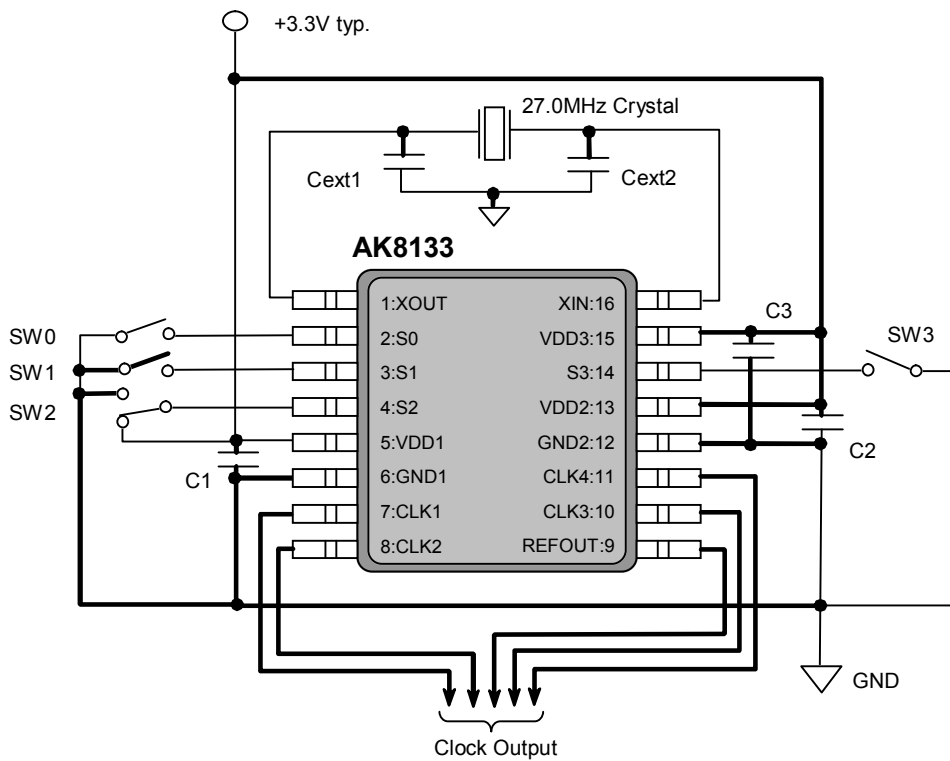 +3.3V typ.
27.0MHz Crystal
Cext1
Cext2
AK8133
1:XOUT
XIN:16
C3
SW0
2:S0
VDD3:15
SW3
SW1
3:S1
S3:14
SW2
4:S2
VDD2:13
5:VDD1
GND2:12
C2
C1
6:GND1
CLK4:11
7:CLK1
CLK3:10
8:CLK2
REFOUT:9
GND
Clock Output